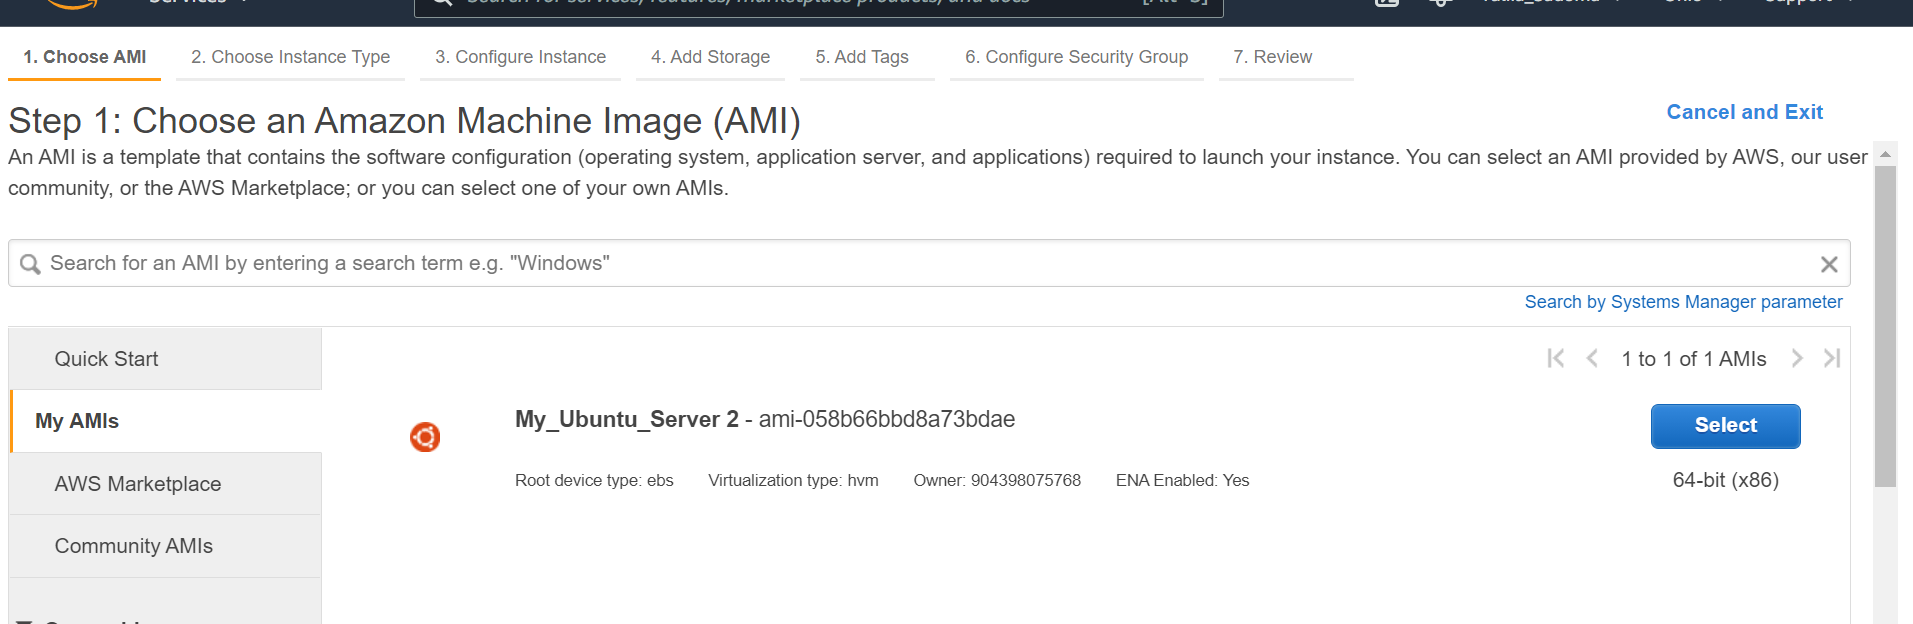 1. Choose AMI 2. Choose Instance Type 3. Configure Instance 4. Add Storage 5. Add Tags 6. Configure Security Group 7. Review
Step 1: Choose an Amazon Machine Image (AMI)
Cancel and Exit
An AMI is a template that contains the software configuration (operating system, application server, and applications) required to launch your instance. You can select an AMI provided by AWS, our user
community, or the AWS Marketplace; or you can select one of your own AMIs.
Search for an AMI by entering a search term e.g. "Windows"
Search by Systems Manager parameter
Quick Start
1 to 1 of 1 AMIs
My AMIs
My_Ubuntu_Server 2 - ami-058b66bbd8a73bdae
Select
Root device type: ebs Virtualization type: hvm Owner: 904398075768 ENA Enabled: Yes
64-bit (x86)
AWS Marketplace
Community AMIs